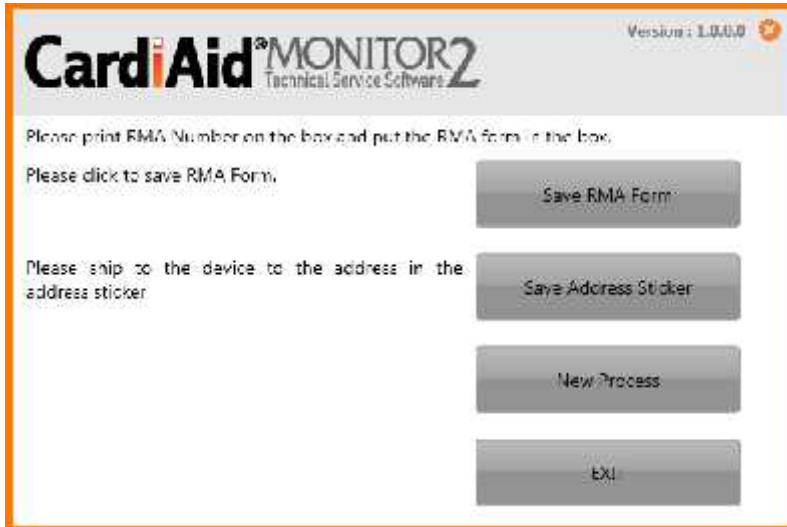 CardiAid® MONITOR2
Technical Service Software
Version : 1.0.0.0
Please print RMA Number on the box and put the RMA form in the box.
Please click to save RMA Form.
Save RMA Form
Please ship to the device to the address in the
address sticker
Save Address Sticker
New Process
EXIT